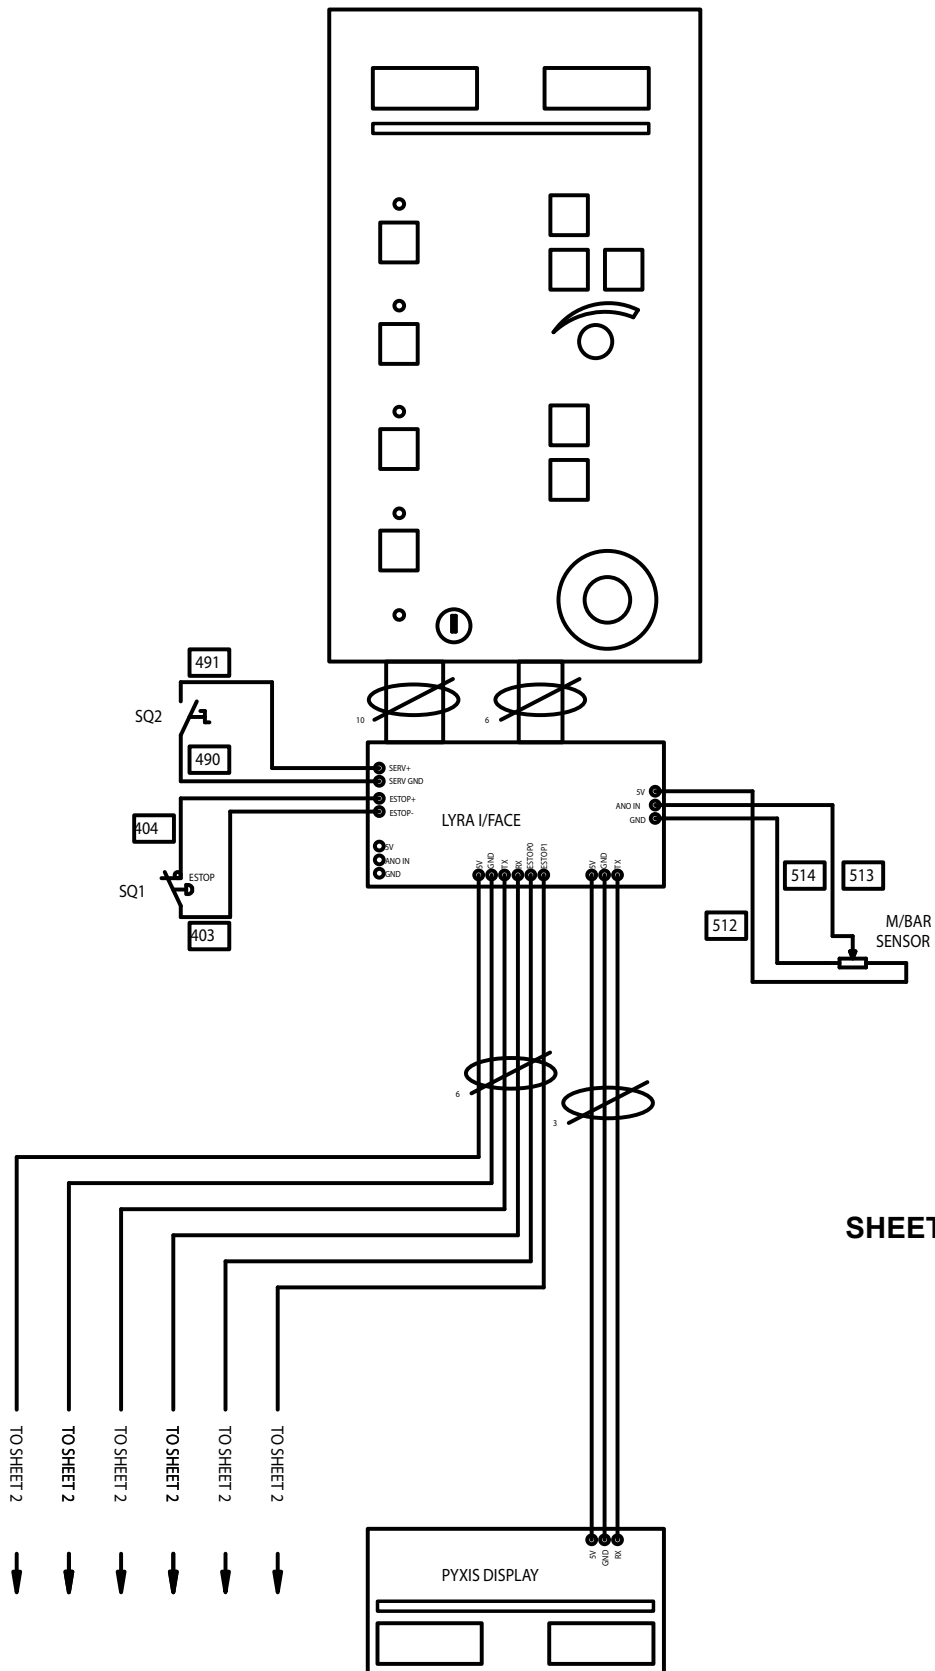 491
SQ2
10
6
490
SERV+
SERV GND
ESTOP+
ESTOP-
5V
ANO IN
GND
LYRA I/FACE
404
5V
ANO IN
GND
SQ1
ESTOP
403
5V
GND
TX
RX
ESTOP0
ESTOP1
5V
GND
TX
514
513
512
M/BAR
SENSOR
6
3
SHEET
TO SHEET 2
TO SHEET 2
TO SHEET 2
TO SHEET 2
TO SHEET 2
TO SHEET 2
5V
GND
RX
PYXIS DISPLAY